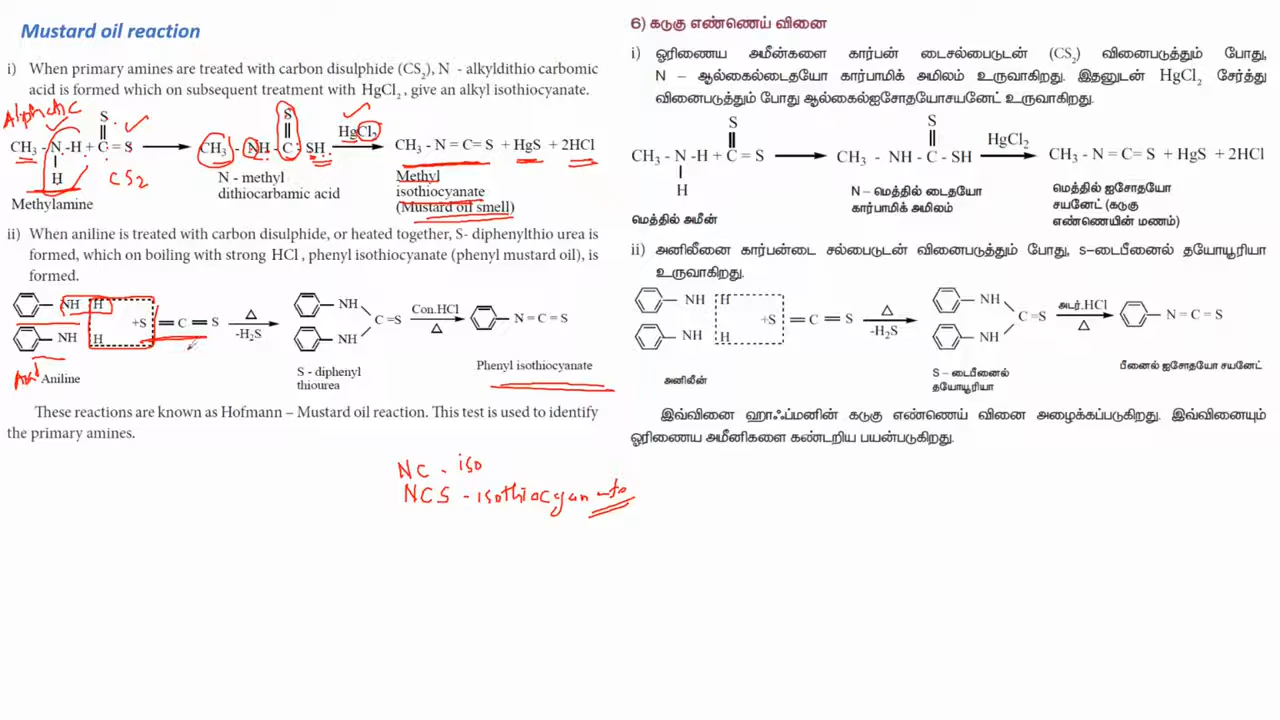 Mustard oil reaction
i) When primary amines are treated with carbon disulphide (CS2), N - alkyldithio carbomic
acid is formed which on subsequent treatment with HgCl2, give an alkyl isothiocyanate.
Aliphatic
S
S
HgCl2
CH3 - N -H + C = S
CH3 - NH - C - SH
CH3 - N = C = S + HgS + 2HCl
H
CS2
N - methyl
dithiocarbamic acid
Methyl
isothiocyanate
(Mustard oil smell)
Methylamine
ii) When aniline is treated with carbon disulphide, or heated together, S- diphenylthio urea is
formed, which on boiling with strong HCl, phenyl isothiocyanate (phenyl mustard oil), is
formed.
NH H
+S = C = S
NH H
Δ
-H2S
NH
C =S
NH
Con.HCl
Δ
N = C = S
Aniline
S - diphenyl
thiourea
Phenyl isothiocyanate
These reactions are known as Hofmann – Mustard oil reaction. This test is used to identify
the primary amines.
NC - iso
NCS - isothiocyanate
6) கடுகு எண்ணெய் வினை
i) ஓரிணைய அமீன்களை கார்பன் டைசல்பைடுடன் (CS2) வினைபடுத்தும் போது,
N – ஆல்கைல்டைதயோ கார்பாமிக் அமிலம் உருவாகிறது. இதனுடன் HgCl2 சேர்த்து
வினைபடுத்தும் போது ஆல்கைல்ஐசோதயோசயனேட் உருவாகிறது.
S
S
HgCl2
CH3 - N -H + C = S
CH3 - NH - C - SH
CH3 - N = C = S + HgS + 2HCl
H
N – மெத்தில் டைதயோ
கார்பாமிக் அமிலம்
மெத்தில் ஐசோதயோ
சயனேட் (கடுகு
எண்ணெயின் மணம்)
மெத்தில் அமீன்
ii) அனிலீனை கார்பன்டை சல்பைடுடன் வினைபடுத்தும் போது, s-டைபீனைல் தயோயூரியா
உருவாகிறது.
NH H
+S = C = S
NH H
Δ
-H2S
NH
C =S
NH
அடர்.HCl
Δ
N = C = S
அனிலீன்
S – டைபீனைல்
தயோயூரியா
பீனைல் ஐசோதயோ சயனேட்
இவ்வினை ஹாஃப்மனின் கடுகு எண்ணெய் வினை அழைக்கப்படுகிறது. இவ்வினையும்
ஓரிணைய அமீனிகளை கண்டறிய பயன்படுகிறது.